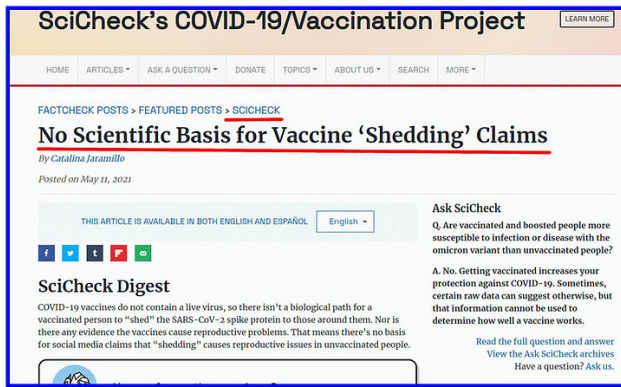 SciCheck's COVID-19/Vaccination Project
LEARN MORE
HOME ARTICLES ASK A QUESTION DONATE TOPICS ABOUT US SEARCH MORE
FACTCHECK POSTS > FEATURED POSTS > SCICHECK
No Scientific Basis for Vaccine 'Shedding' Claims
By Catalina Jaramillo
Posted on May 11, 2021
THIS ARTICLE IS AVAILABLE IN BOTH ENGLISH AND ESPAÑOL English
SciCheck Digest
COVID-19 vaccines do not contain a live virus, so there isn't a biological path for a
vaccinated person to "shed" the SARS-CoV-2 spike protein to those around them. Nor is
there any evidence the vaccines cause reproductive problems. That means there's no basis
for social media claims that "shedding" causes reproductive issues in unvaccinated people.
Ask SciCheck
Q. Are vaccinated and boosted people more
susceptible to infection or disease with the
omicron variant than unvaccinated people?
A. No. Getting vaccinated increases your
protection against COVID-19. Sometimes,
certain raw data can suggest otherwise, but
that information cannot be used to
determine how well a vaccine works.
Read the full question and answer
View the Ask SciCheck archives
Have a question? Ask us.